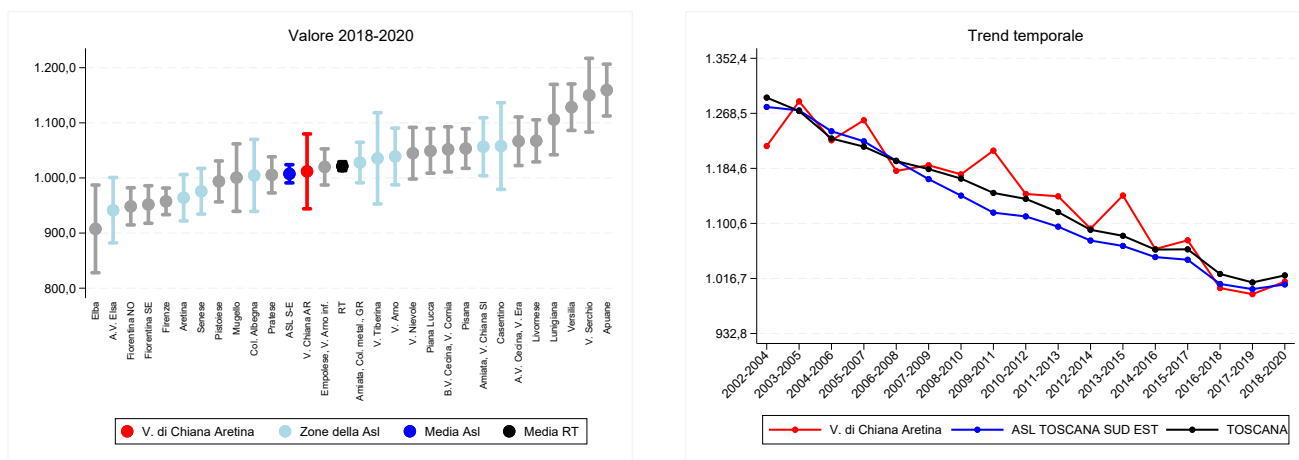 Valore 2018-2020
1.200,0
1.100,0
1.000,0
900,0
800,0
Elba
A.V. Elsa
Fiorentina NO
Fiorentina SE
Firenze
Aretina
Senese
Pistoiese
Mugello
Col. Albegna
Pratese
ASL S-E
V. Chiana AR
Empolese, V. Arno inf.
RT
Amiata, Col. metal., GR
V. Tiberina
V. Arno
V. Nievole
Piana Lucca
B.V. Cecina, V. Cornia
Pisana
Amiata, V. Chiana SI
Casentino
A.V. Cecina, V. Era
Livornese
Lunigiana
Versilia
V. Serchio
Apuane
V. di Chiana Aretina Zone della Asl Media Asl Media RT
Trend temporale
1.352,4
1.268,5
1.184,6
1.100,6
1.016,7
932,8
2002-2004
2003-2005
2004-2006
2005-2007
2006-2008
2007-2009
2008-2010
2009-2011
2010-2012
2011-2013
2012-2014
2013-2015
2014-2016
2015-2017
2016-2018
2017-2019
2018-2020
V. di Chiana Aretina ASL TOSCANA SUD EST TOSCANA